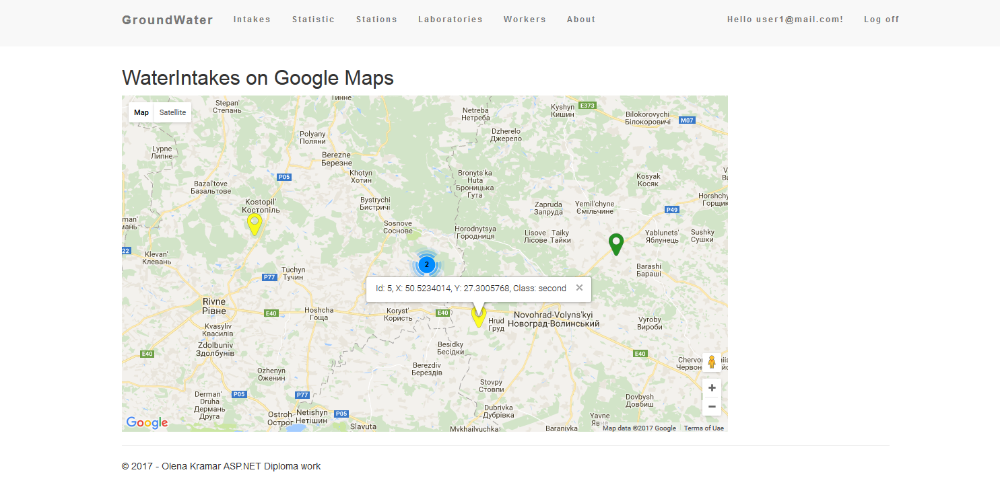 GroundWater Intakes Statistic Stations Laboratories Workers About Hello user1@mail.com! Log off
WaterIntakes on Google Maps
Map Satellite
Stepan'
Степань
Тинне
Netreba
Нетреба
Kyshyn
Кишин
E373
Bilokorovychi
Білокоровичі
M07
Dzherelo
Джерело
Polyany
Поляни
Lypne
Липне
Berezne
Березне
P05
Khotyn
Хотин
Bronyts'ka
Huta
Броницька
Гута
Kosyak
Косяк
Bazal'tove
Базальтове
Kostopil'
Костопіль
Bystrychi
Бистричі
Zapruda
Запруда
Yemil'chyne
Ємільчине
Horshchy
Горщик
P49
Sosnove
Соснове
Horodnytsya
Городниця
Lisove
Лісове
Taiky
Тайки
Yablunets'
Яблунець
Sushky
Сушки
22
Klevan'
Клевань
2
Tuchyn
Тучин
P77
Barashi
Бараші
Id: 5, X: 50.5234014, Y: 27.3005768, Class: second
Rivne
Рівне
E40
Hoshcha
Гоща
Koryst'
Користь
E40
Hrud
Груд
Novohrad-Volyns'kyi
Новоград-Волинський
Vyroby
Вироби
Kvasyliv
Квасилів
Zdolbuniv
Здолбунів
E40
Besidky
Бесідки
E40
Ozhenyn
Оженин
Berezdiv
Берездів
Stovpy
Стовпи
Derman'
Druha
Дермань
Друга
P05
P77
Dovbysh
Довбиш
Ostroh
Острог
Netishyn
Нетішин
P05
Slavuta
Dubrivka
Дубрівка
Mykhailyuchka
Baranivka
Yavne
Google
Map data ©2017 Google Terms of Use
© 2017 - Olena Kramar ASP.NET Diploma work